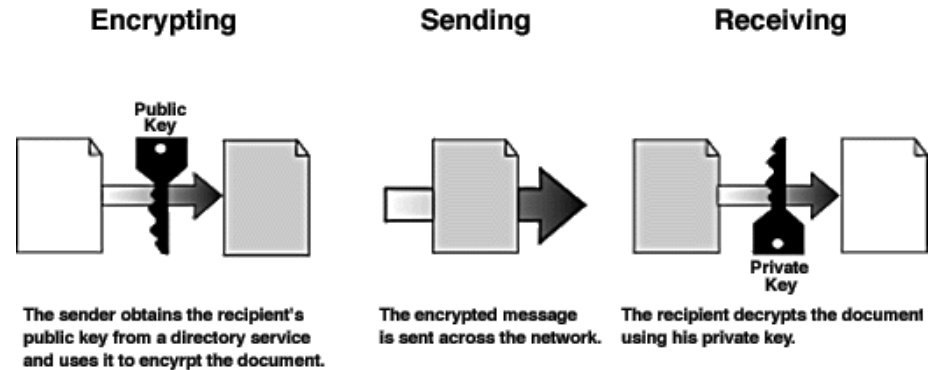 Encrypting
Sending
Receiving
Public
Key
Private
Key
The sender obtains the recipient's
public key from a directory service
and uses it to encyrpt the document.
The encrypted message
is sent across the network.
The recipient decrypts the document
using his private key.